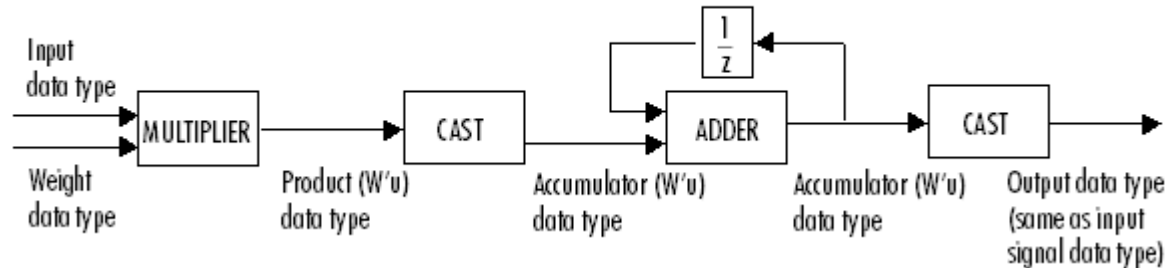 Input
data type
1
z
MULTIPLIER
CAST
ADDER
CAST
Weight
data type
Product (W'u)
data type
Accumulator (W'u)
data type
Accumulator (W'u)
data type
Output data type
(same as input
signal data type)